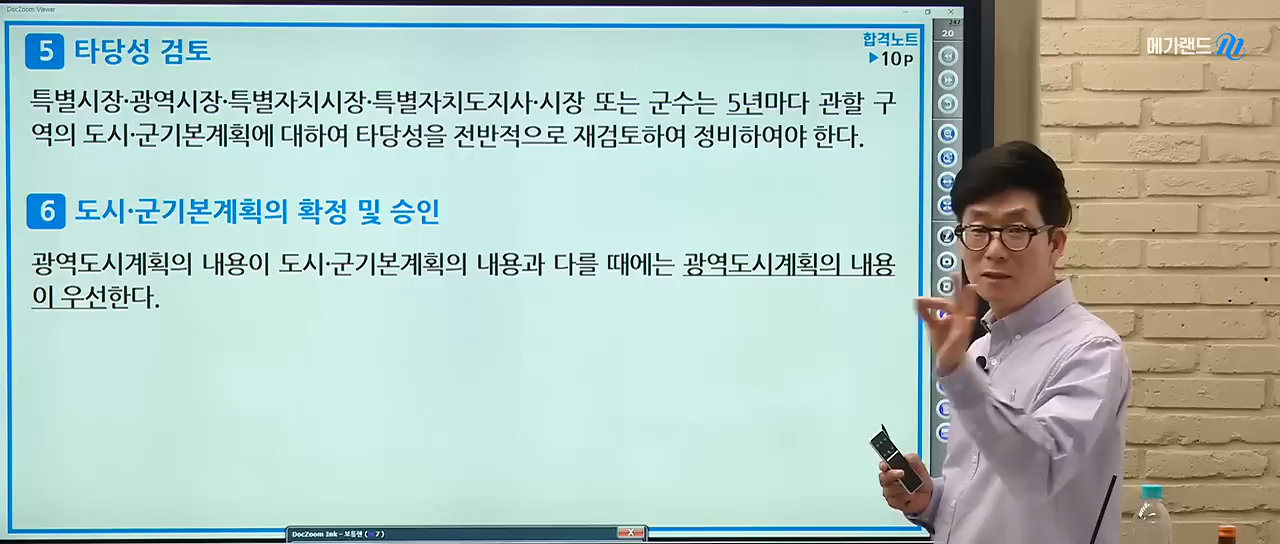 DocZoom Viewer
5 타당성 검토
합격노트
▶10P
특별시장·광역시장·특별자치시장·특별자치도지사·시장 또는 군수는 5년마다 관할 구
역의 도시·군기본계획에 대하여 타당성을 전반적으로 재검토하여 정비하여야 한다.
6 도시·군기본계획의 확정 및 승인
광역도시계획의 내용이 도시·군기본계획의 내용과 다를 때에는 광역도시계획의 내용
이 우선한다.
247
20
메가랜드
DocZoom Ink - 보통펜 ( 7)